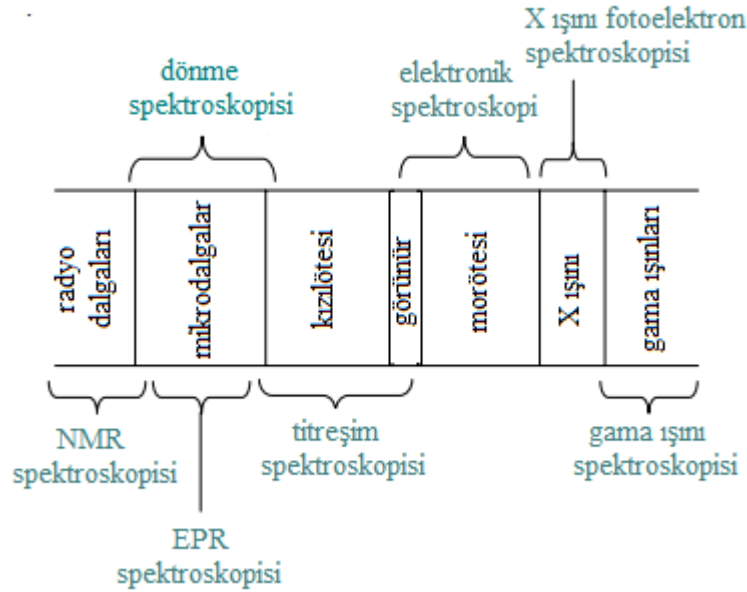 X ışını fotoelektron
spektroskopisi
dönme
spektroskopisi
elektronik
spektroskopi
radyo
dalgaları
mikrodalgalar
kızılötesi
görünür
morötesi
X ışını
gama ışınları
NMR
spektroskopisi
titreşim
spektroskopisi
gama ışını
spektroskopisi
EPR
spektroskopisi